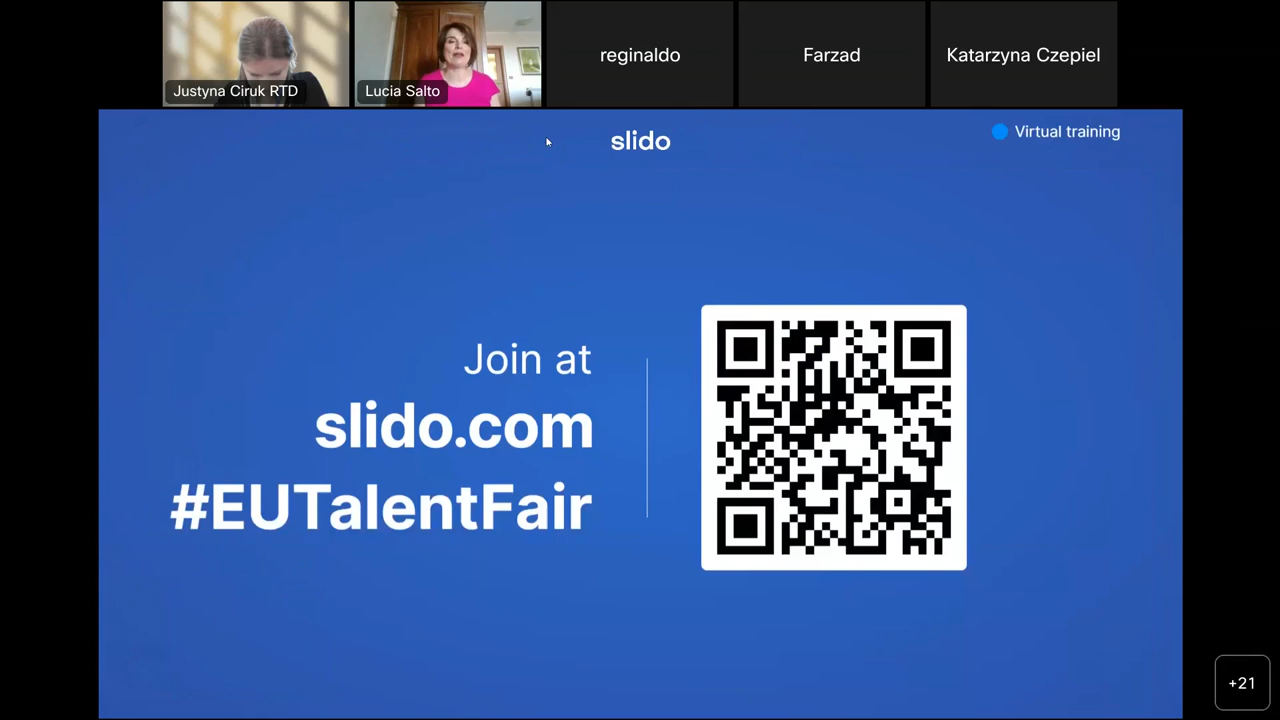 Justyna Ciruk RTD
Lucia Salto
reginaldo
Farzad
Katarzyna Czepiel
slido
Virtual training
Join at
slido.com
#EUTalentFair
+21